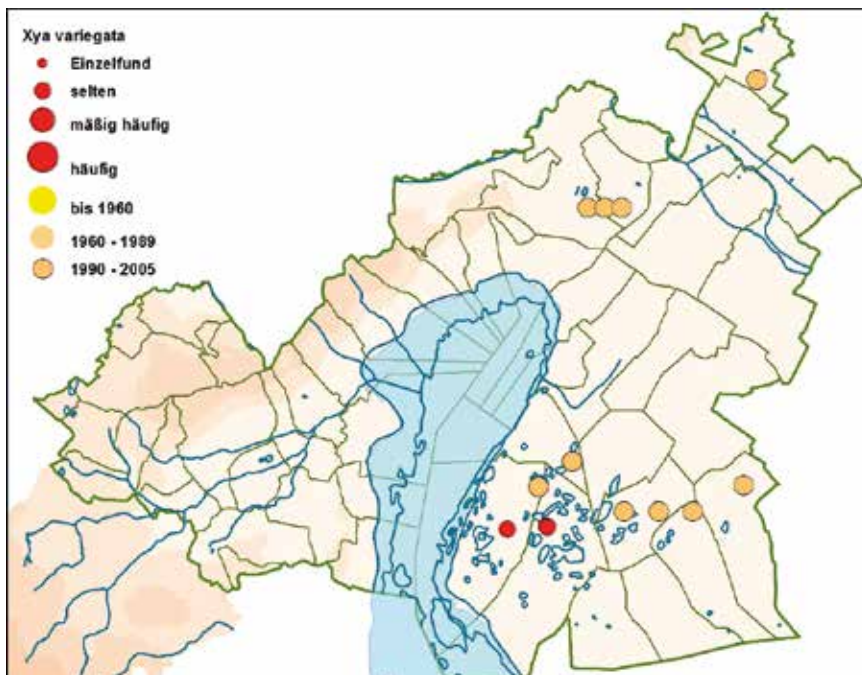 Xya variegata
Einzelfund
selten
mäßig häufig
häufig
bis 1960
1960 - 1989
1990 - 2005